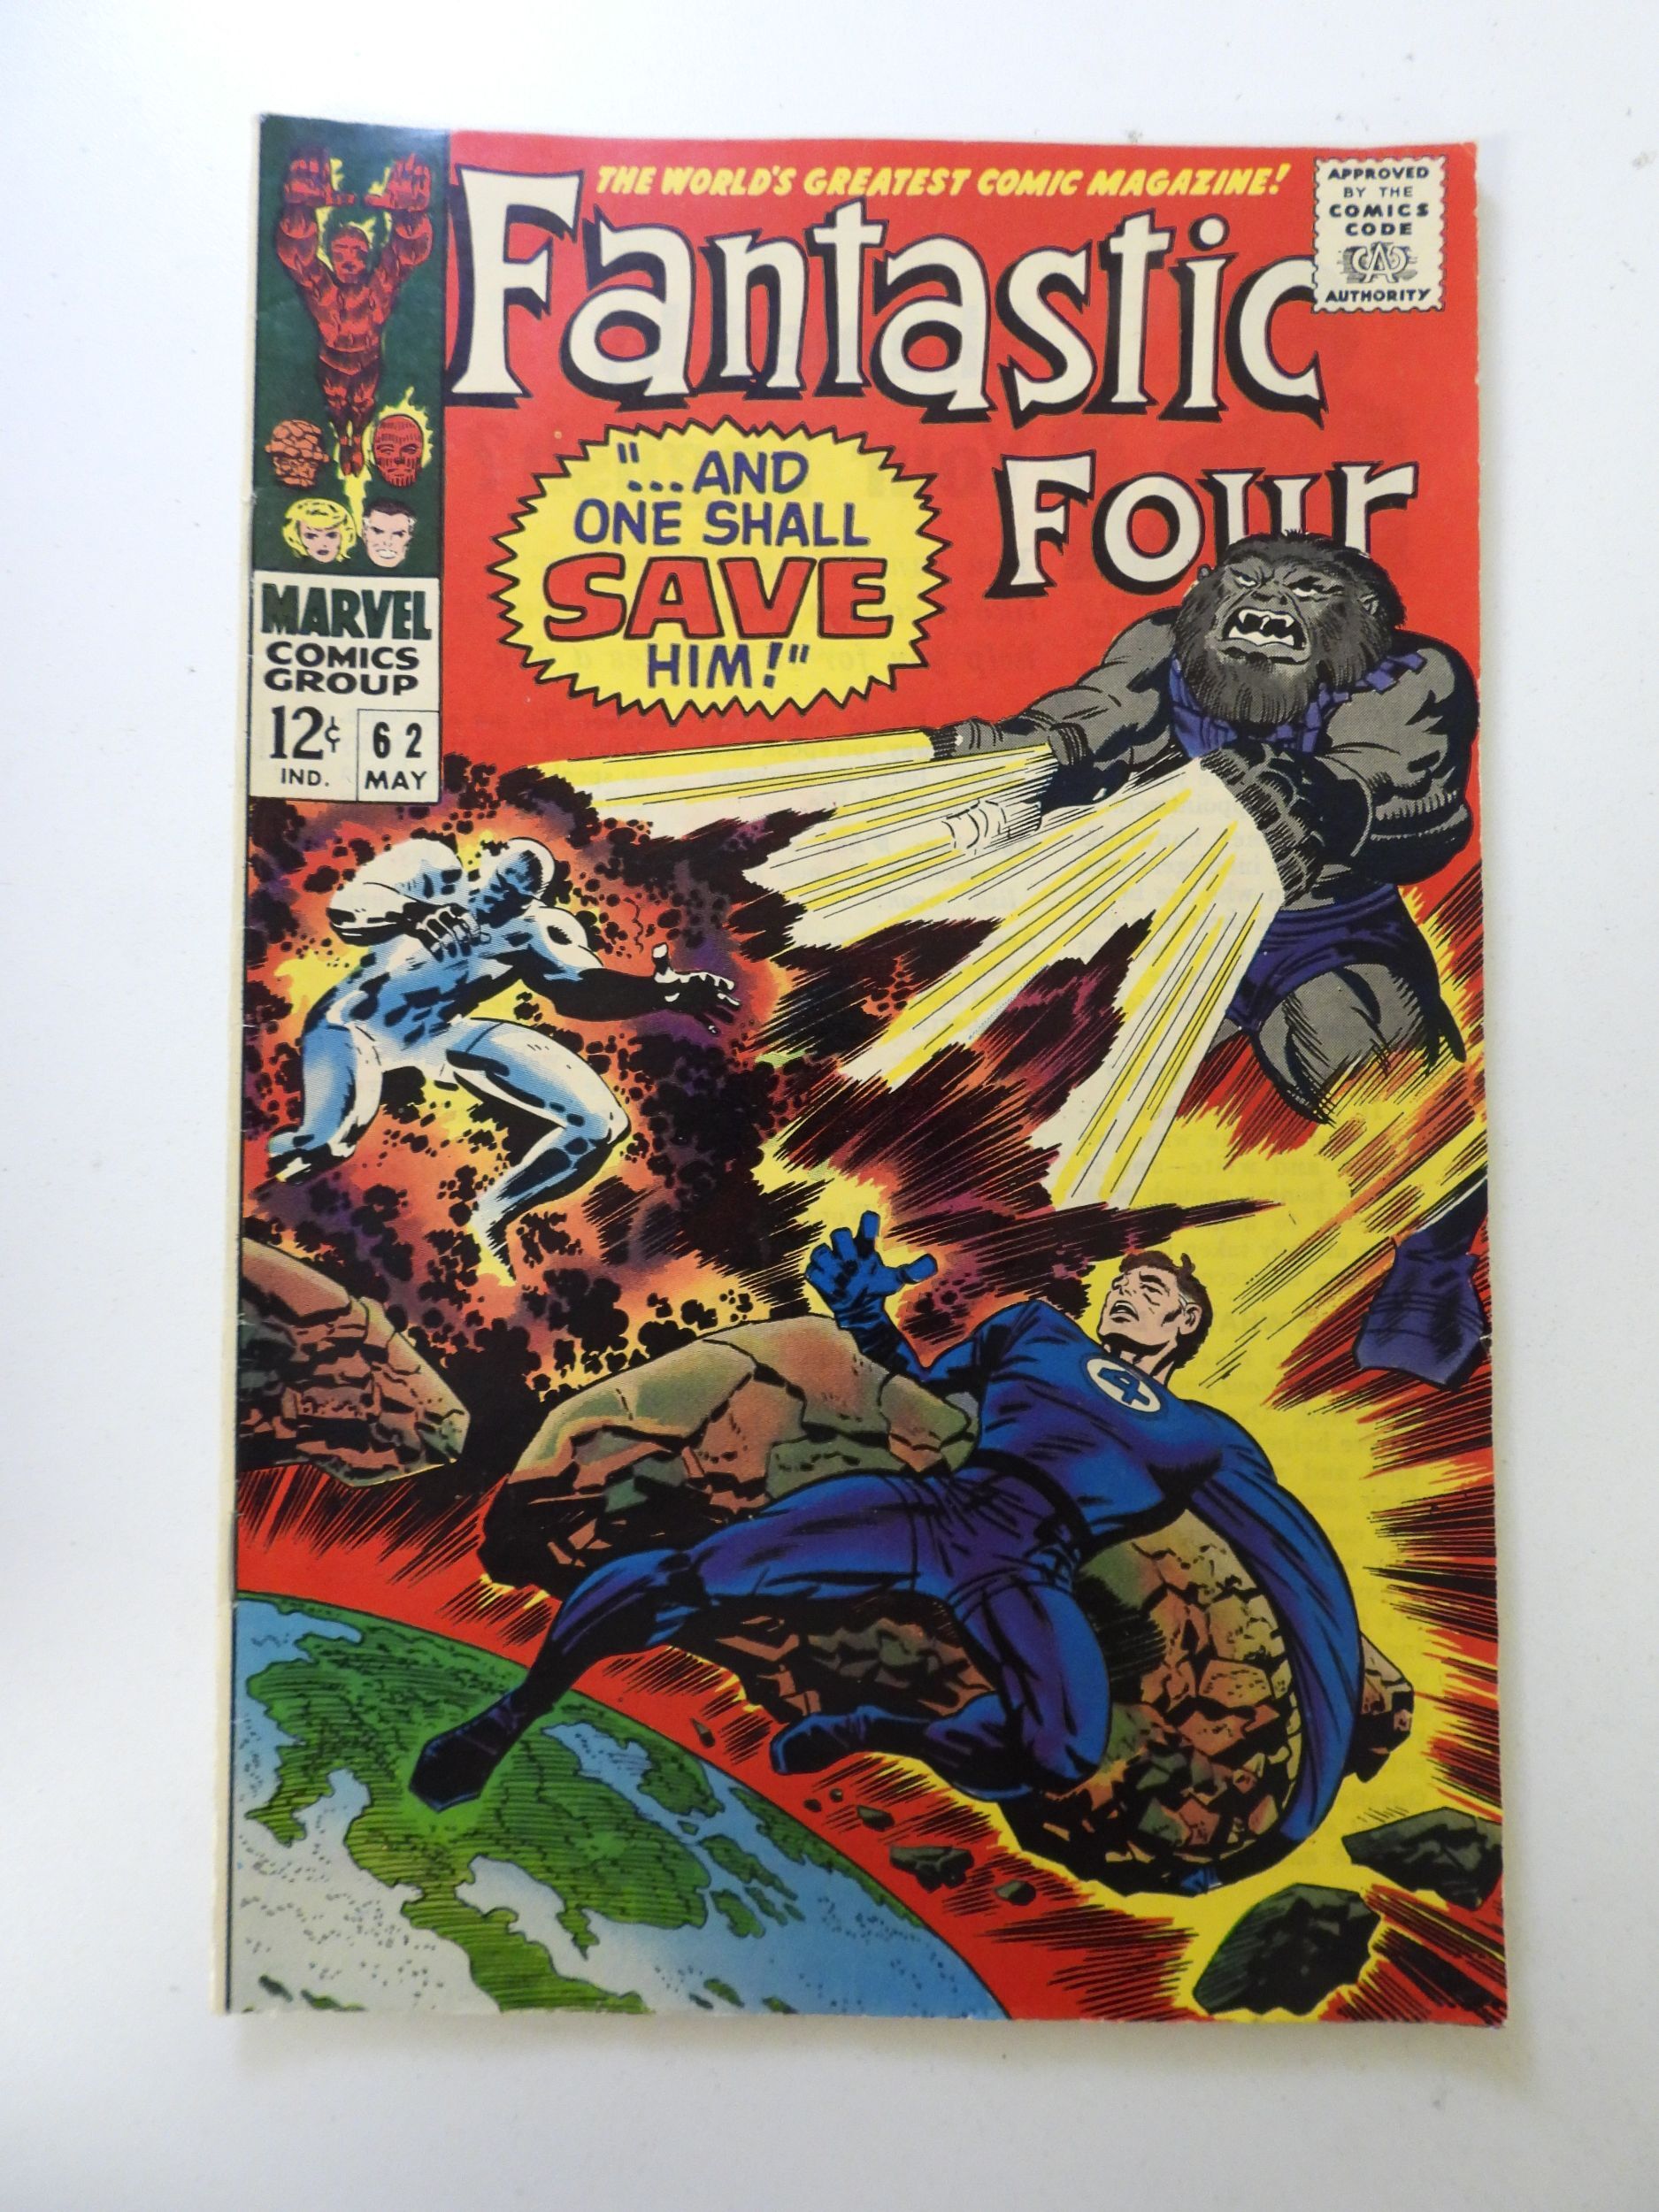 THE WORLD'S GREATEST COMIC MAGAZINE!
Fantastic
Four
APPROVED
BY THE
COMICS
CODE
CA
AUTHORITY
"...AND
ONE SHALL
SAVE
HIM!"
MARVEL
COMICS
GROUP
12¢
IND.
62
MAY
4